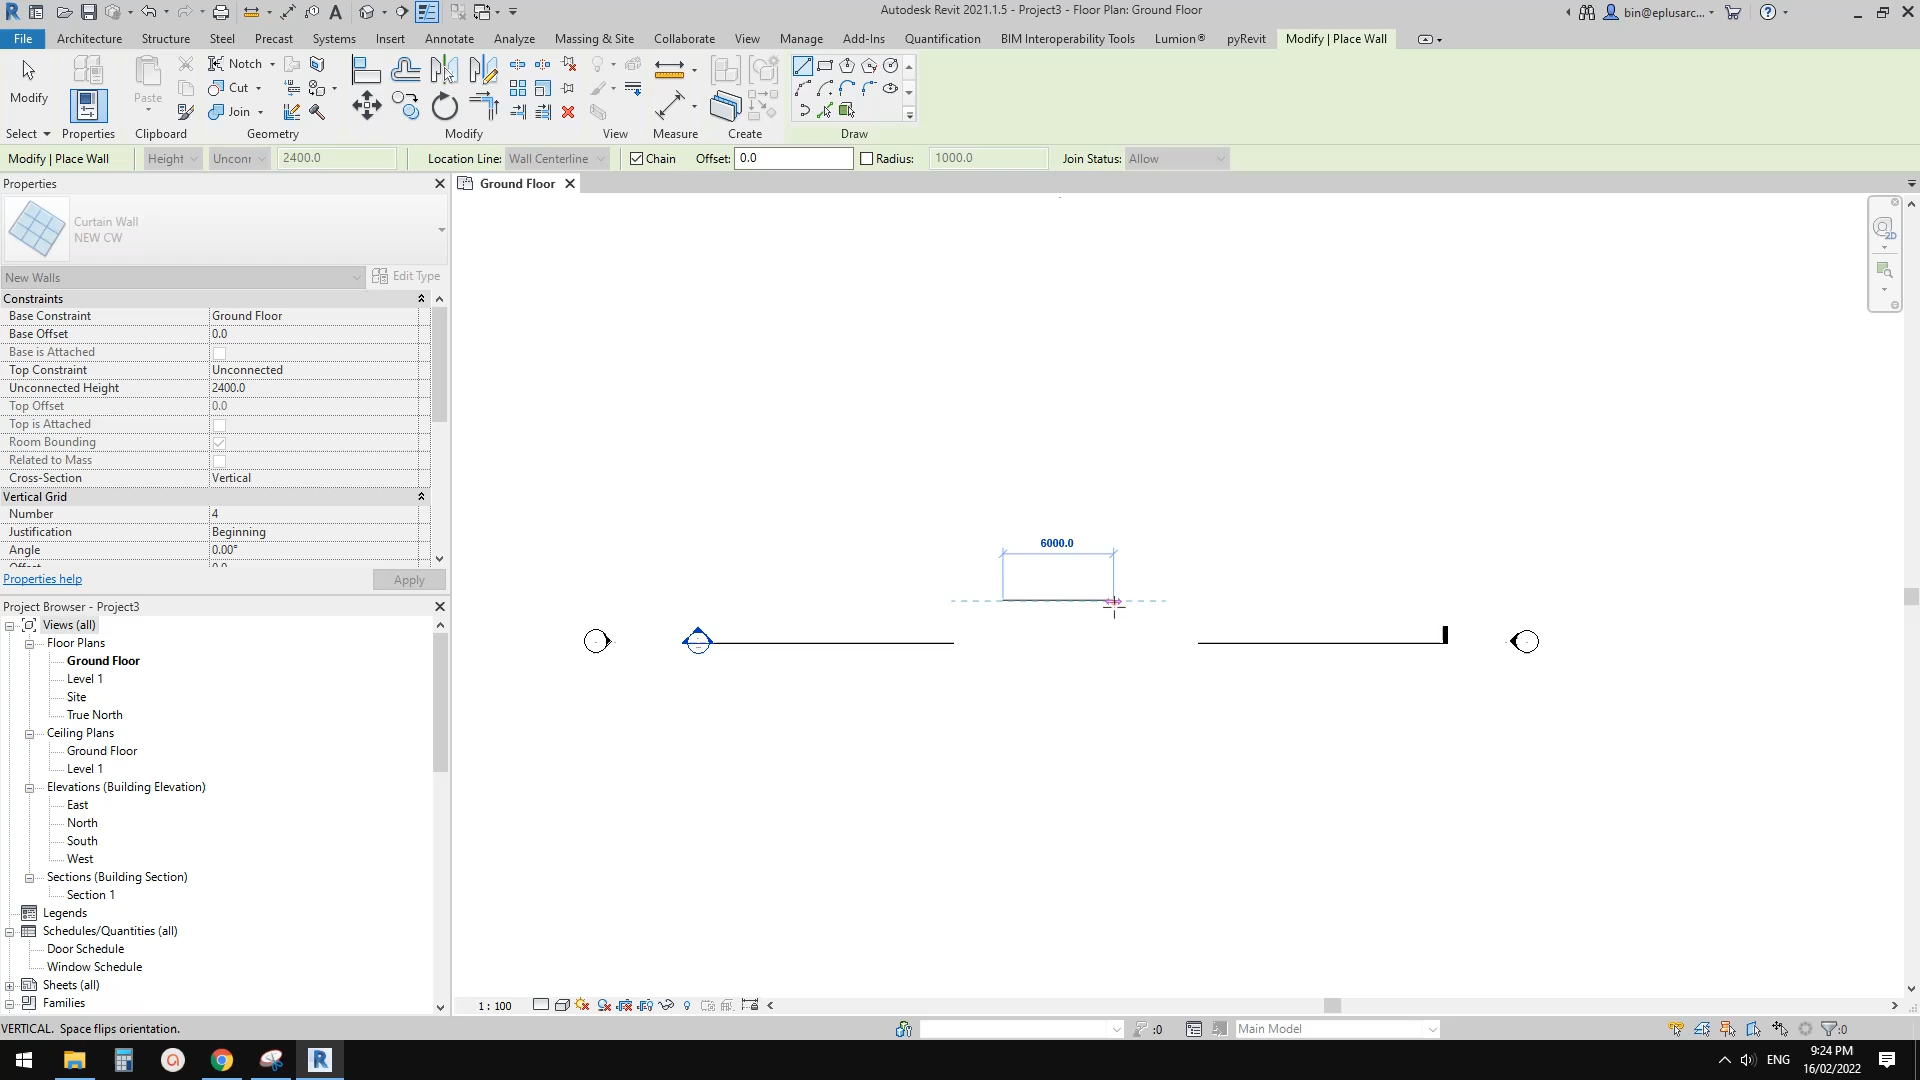 Autodesk Revit 2021.1.5 - Project3 - Floor Plan: Ground Floor
bin@eplusarc...
File
Architecture
Structure
Steel
Precast
Systems
Insert
Annotate
Analyze
Massing & Site
Collaborate
View
Manage
Add-Ins
Quantification
BIM Interoperability Tools
Lumion®
pyRevit
Modify | Place Wall
Modify
Paste
Notch
Cut
Join
Select
Properties
Clipboard
Geometry
Modify
View
Measure
Create
Draw
Modify | Place Wall
Height
Unconr
2400.0
Location Line:
Wall Centerline
Chain
Offset:
0.0
Radius:
1000.0
Join Status:
Allow
Properties
Ground Floor
Curtain Wall
NEW CW
New Walls
Edit Type
Constraints
Base Constraint
Ground Floor
Base Offset
0.0
Base is Attached
Top Constraint
Unconnected
Unconnected Height
2400.0
Top Offset
0.0
Top is Attached
Room Bounding
Related to Mass
Cross-Section
Vertical
Vertical Grid
Number
4
Justification
Beginning
Angle
0.00°
Offset
0.0
Properties help
Apply
6000.0
Project Browser - Project3
Views (all)
Floor Plans
Ground Floor
Level 1
Site
True North
Ceiling Plans
Ground Floor
Level 1
Elevations (Building Elevation)
East
North
South
West
Sections (Building Section)
Section 1
Legends
Schedules/Quantities (all)
Door Schedule
Window Schedule
Sheets (all)
Families
1 : 100
VERTICAL. Space flips orientation.
:0
Main Model
:0
ENG
9:24 PM
16/02/2022